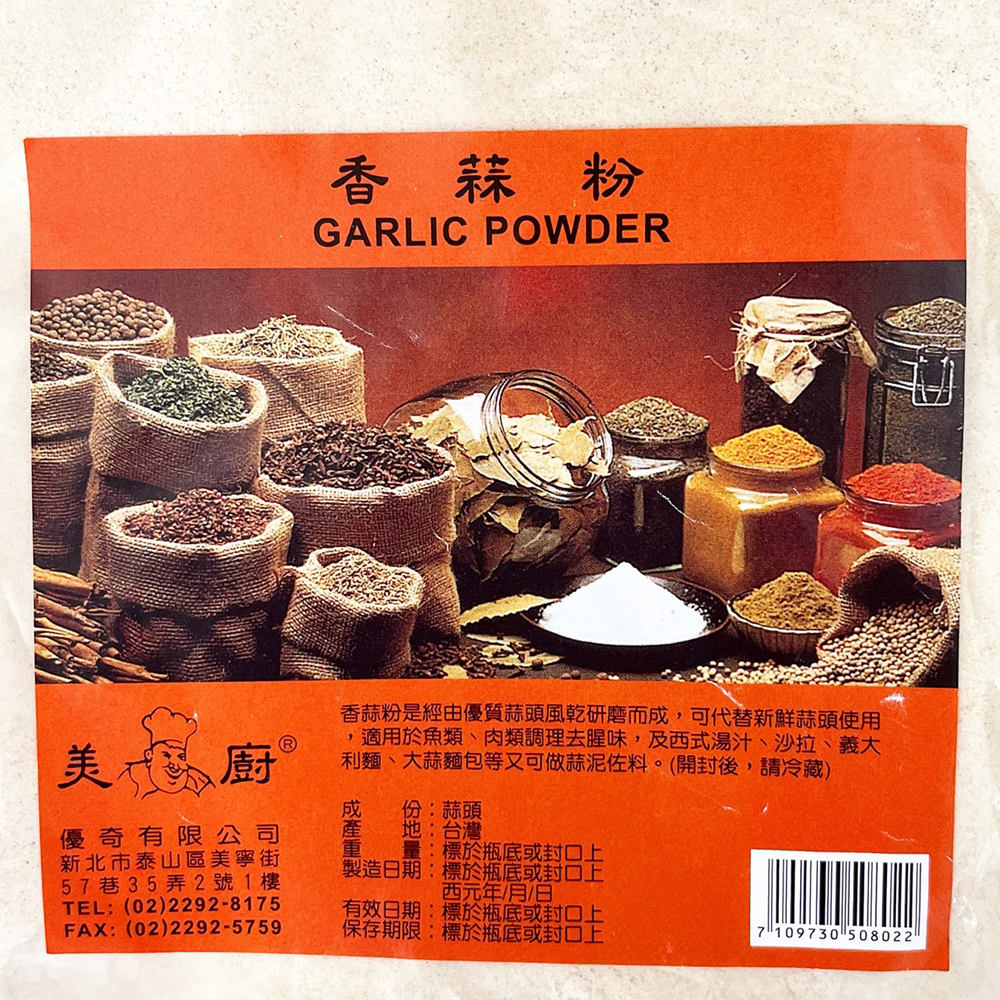 香蒜粉
GARLIC POWDER
香蒜粉是經由優質蒜頭風乾研磨而成，可代替新鮮蒜頭使用
，適用於魚類、肉類調理去腥味，及西式湯汁、沙拉、義大
利麵、大蒜麵包等又可做蒜泥佐料。(開封後，請冷藏)
美廚®
優奇有限公司
新北市泰山區美寧街
57巷35弄2號1樓
TEL: (02)2292-8175
FAX: (02)2292-5759
成份：蒜頭
產地：台灣
重量：標於瓶底或封口上
製造日期：標於瓶底或封口上
西元年/月/日
有效日期：標於瓶底或封口上
保存期限：標於瓶底或封口上
7 109730 508022